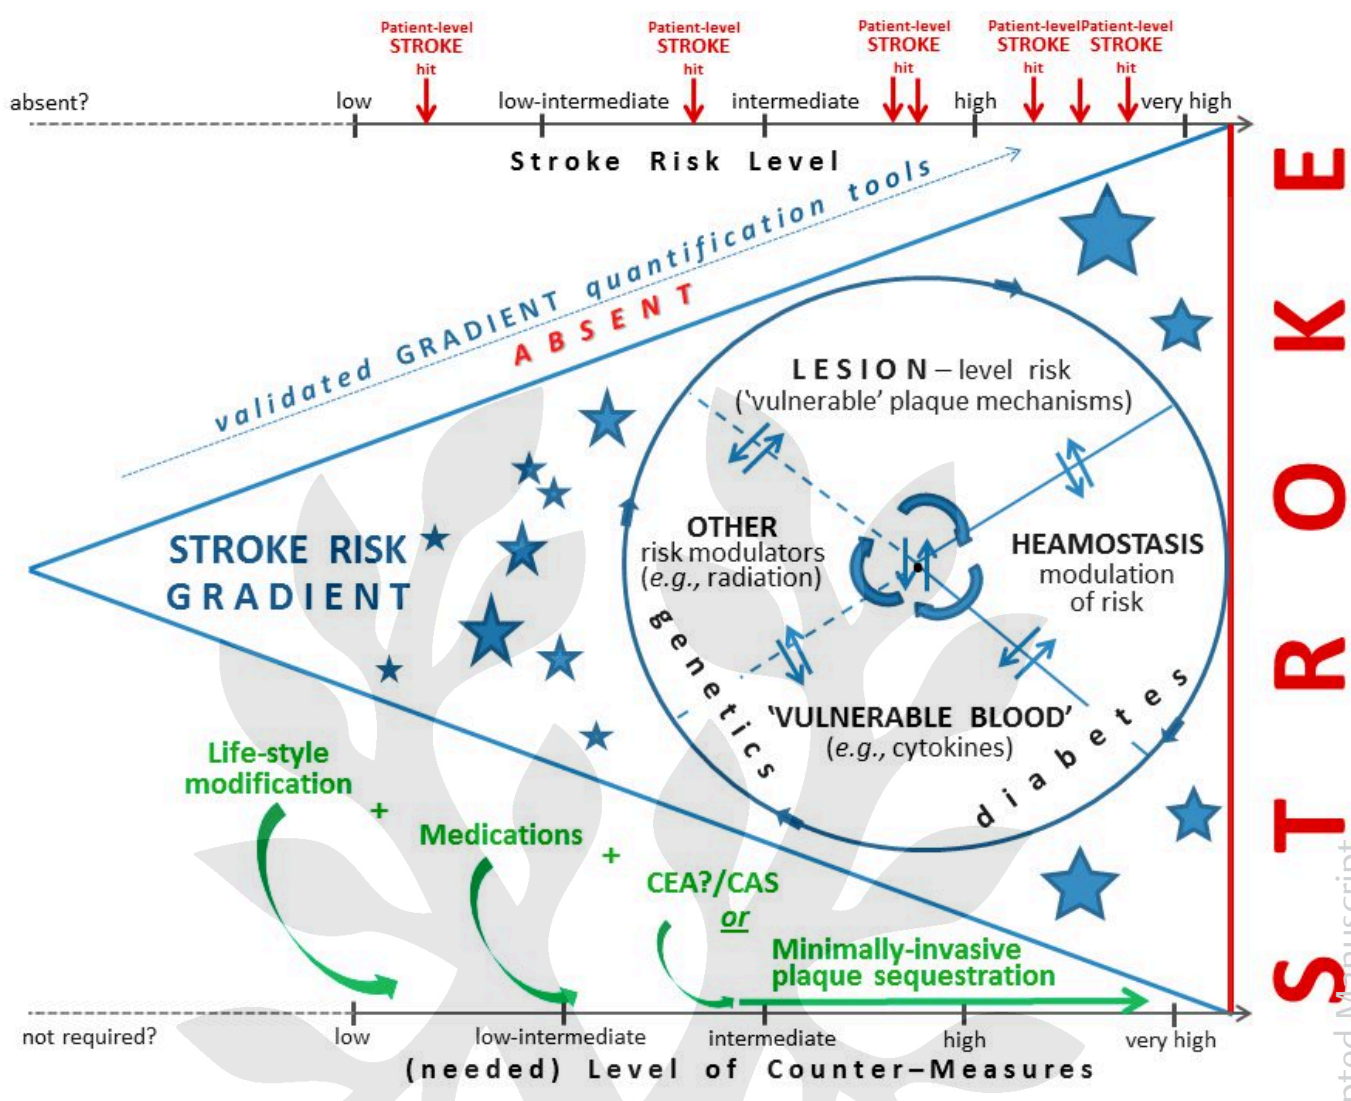 Patient-level Patient-level Patient-level Patient-level Patient-level
STROKE STROKE STROKE STROKE STROKE
hit hit hit hit hit
absent? low low-intermediate intermediate high very high
Stroke Risk Level
validated GRADIENT quantification tools
ABSENT
LESION – level risk
('vulnerable' plaque mechanisms)
OTHER
risk modulators
(e.g., radiation)
HEAMOSTASIS
modulation
of risk
STROKE RISK
GRADIENT
genetics
'VULNERABLE BLOOD'
(e.g., cytokines)
diabetes
Life-style
modification
+
Medications
+
CEA?/CAS
or
Minimally-invasive
plaque sequestration
not required? low low-intermediate intermediate high very high
(needed) Level of Counter–Measures
STROKE
pted Manuscript